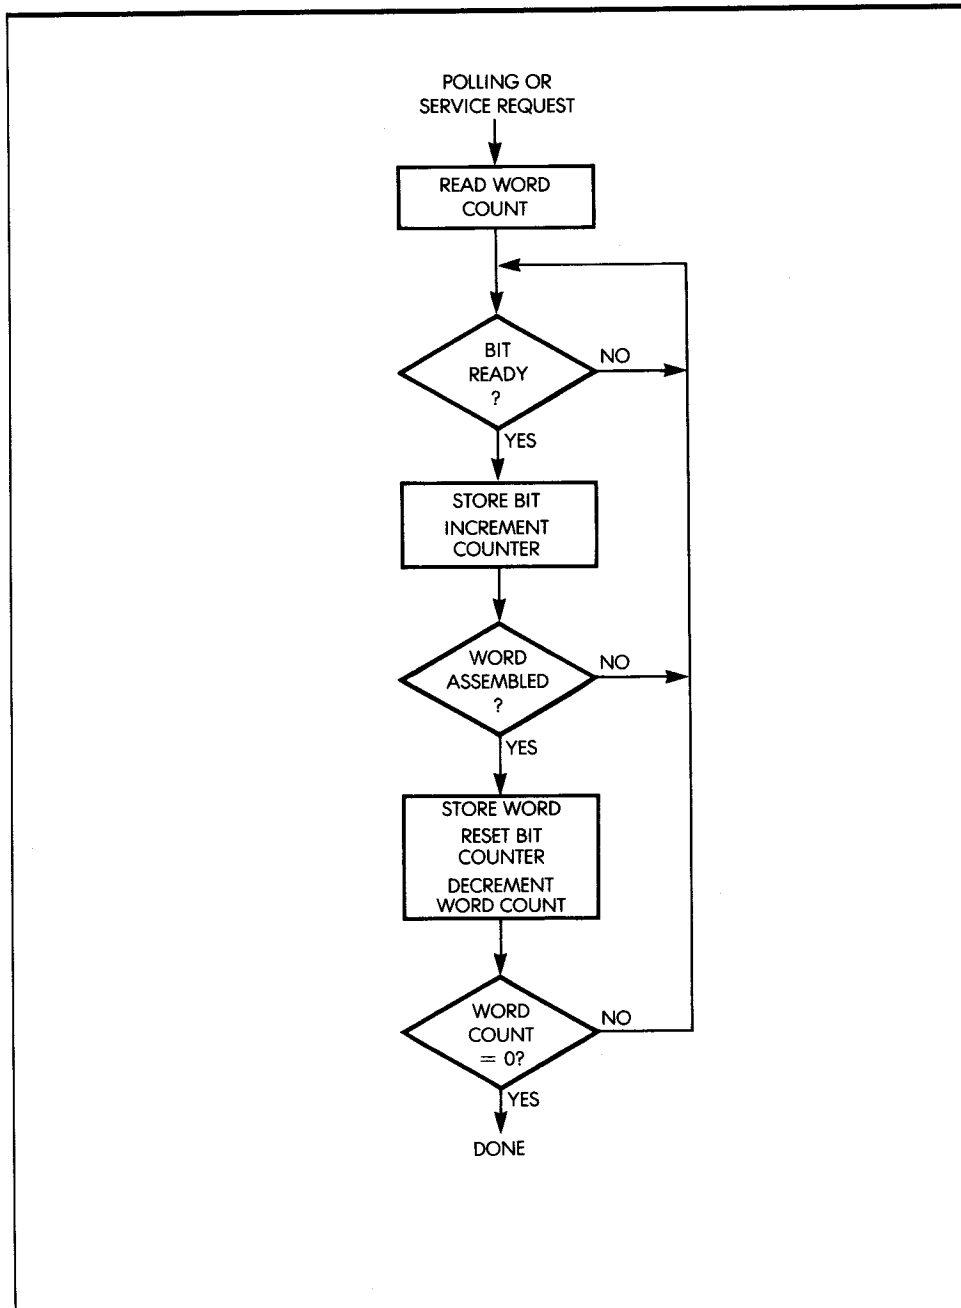 POLLING OR
SERVICE REQUEST
READ WORD
COUNT
BIT
READY
?
NO
YES
STORE BIT
INCREMENT
COUNTER
WORD
ASSEMBLED
?
NO
YES
STORE WORD
RESET BIT
COUNTER
DECREMENT
WORD COUNT
WORD
COUNT
= 0?
NO
YES
DONE